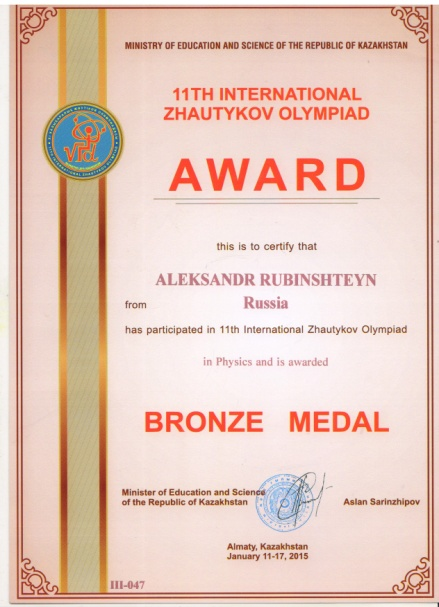 MINISTRY OF EDUCATION AND SCIENCE OF THE REPUBLIC OF KAZAKHSTAN
11TH INTERNATIONAL
ZHAUTYKOV OLYMPIAD
AWARD
this is to certify that
ALEKSANDR RUBINSHTEYN
from Russia
has participated in 11th International Zhautykov Olympiad
in Physics and is awarded
BRONZE MEDAL
Minister of Education and Science
of the Republic of Kazakhstan
Aslan Sarinzhipov
Almaty, Kazakhstan
January 11-17, 2015
III-047